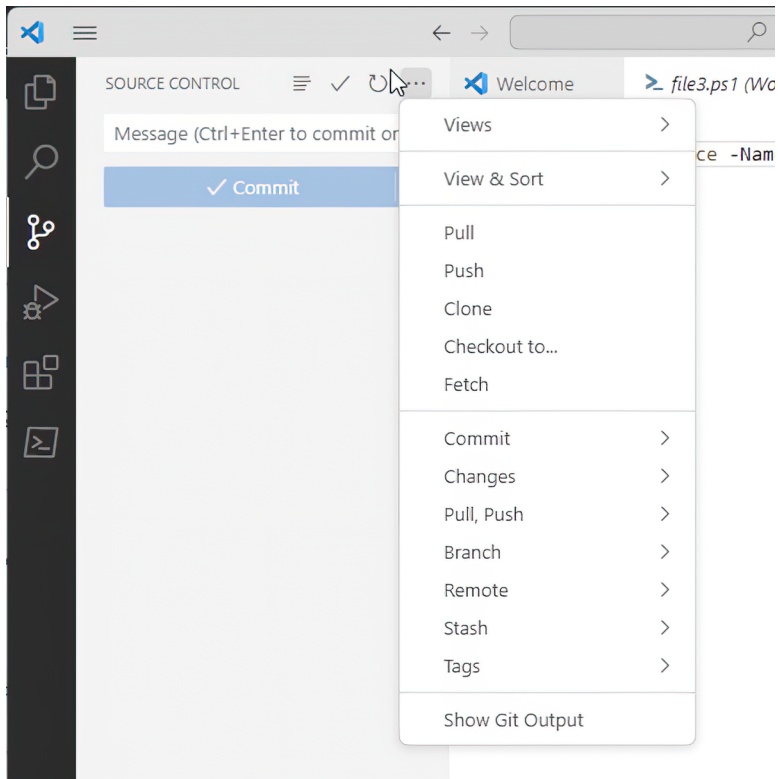 SOURCE CONTROL
Welcome
file3.ps1 (Wo
Message (Ctrl+Enter to commit or
Commit
ce -Nam
Views
View & Sort
Pull
Push
Clone
Checkout to...
Fetch
Commit
Changes
Pull, Push
Branch
Remote
Stash
Tags
Show Git Output